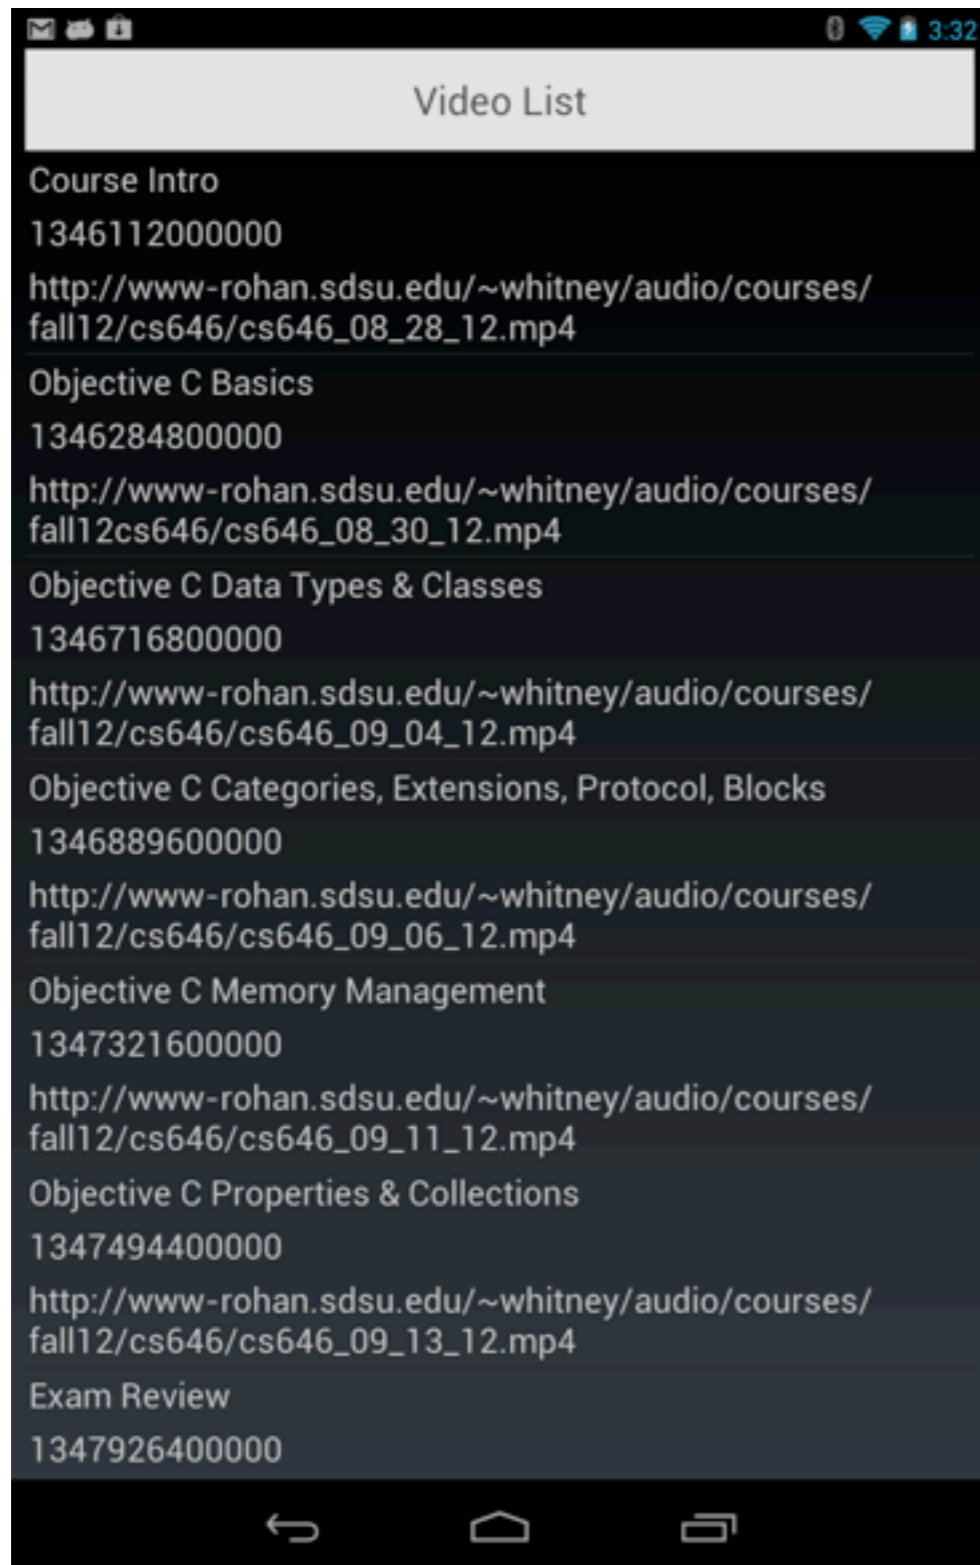 3:32
Video List
Course Intro
1346112000000
http://www-rohan.sdsu.edu/~whitney/audio/courses/
fall12/cs646/cs646_08_28_12.mp4
Objective C Basics
1346284800000
http://www-rohan.sdsu.edu/~whitney/audio/courses/
fall12cs646/cs646_08_30_12.mp4
Objective C Data Types & Classes
1346716800000
http://www-rohan.sdsu.edu/~whitney/audio/courses/
fall12/cs646/cs646_09_04_12.mp4
Objective C Categories, Extensions, Protocol, Blocks
1346889600000
http://www-rohan.sdsu.edu/~whitney/audio/courses/
fall12/cs646/cs646_09_06_12.mp4
Objective C Memory Management
1347321600000
http://www-rohan.sdsu.edu/~whitney/audio/courses/
fall12/cs646/cs646_09_11_12.mp4
Objective C Properties & Collections
1347494400000
http://www-rohan.sdsu.edu/~whitney/audio/courses/
fall12/cs646/cs646_09_13_12.mp4
Exam Review
1347926400000